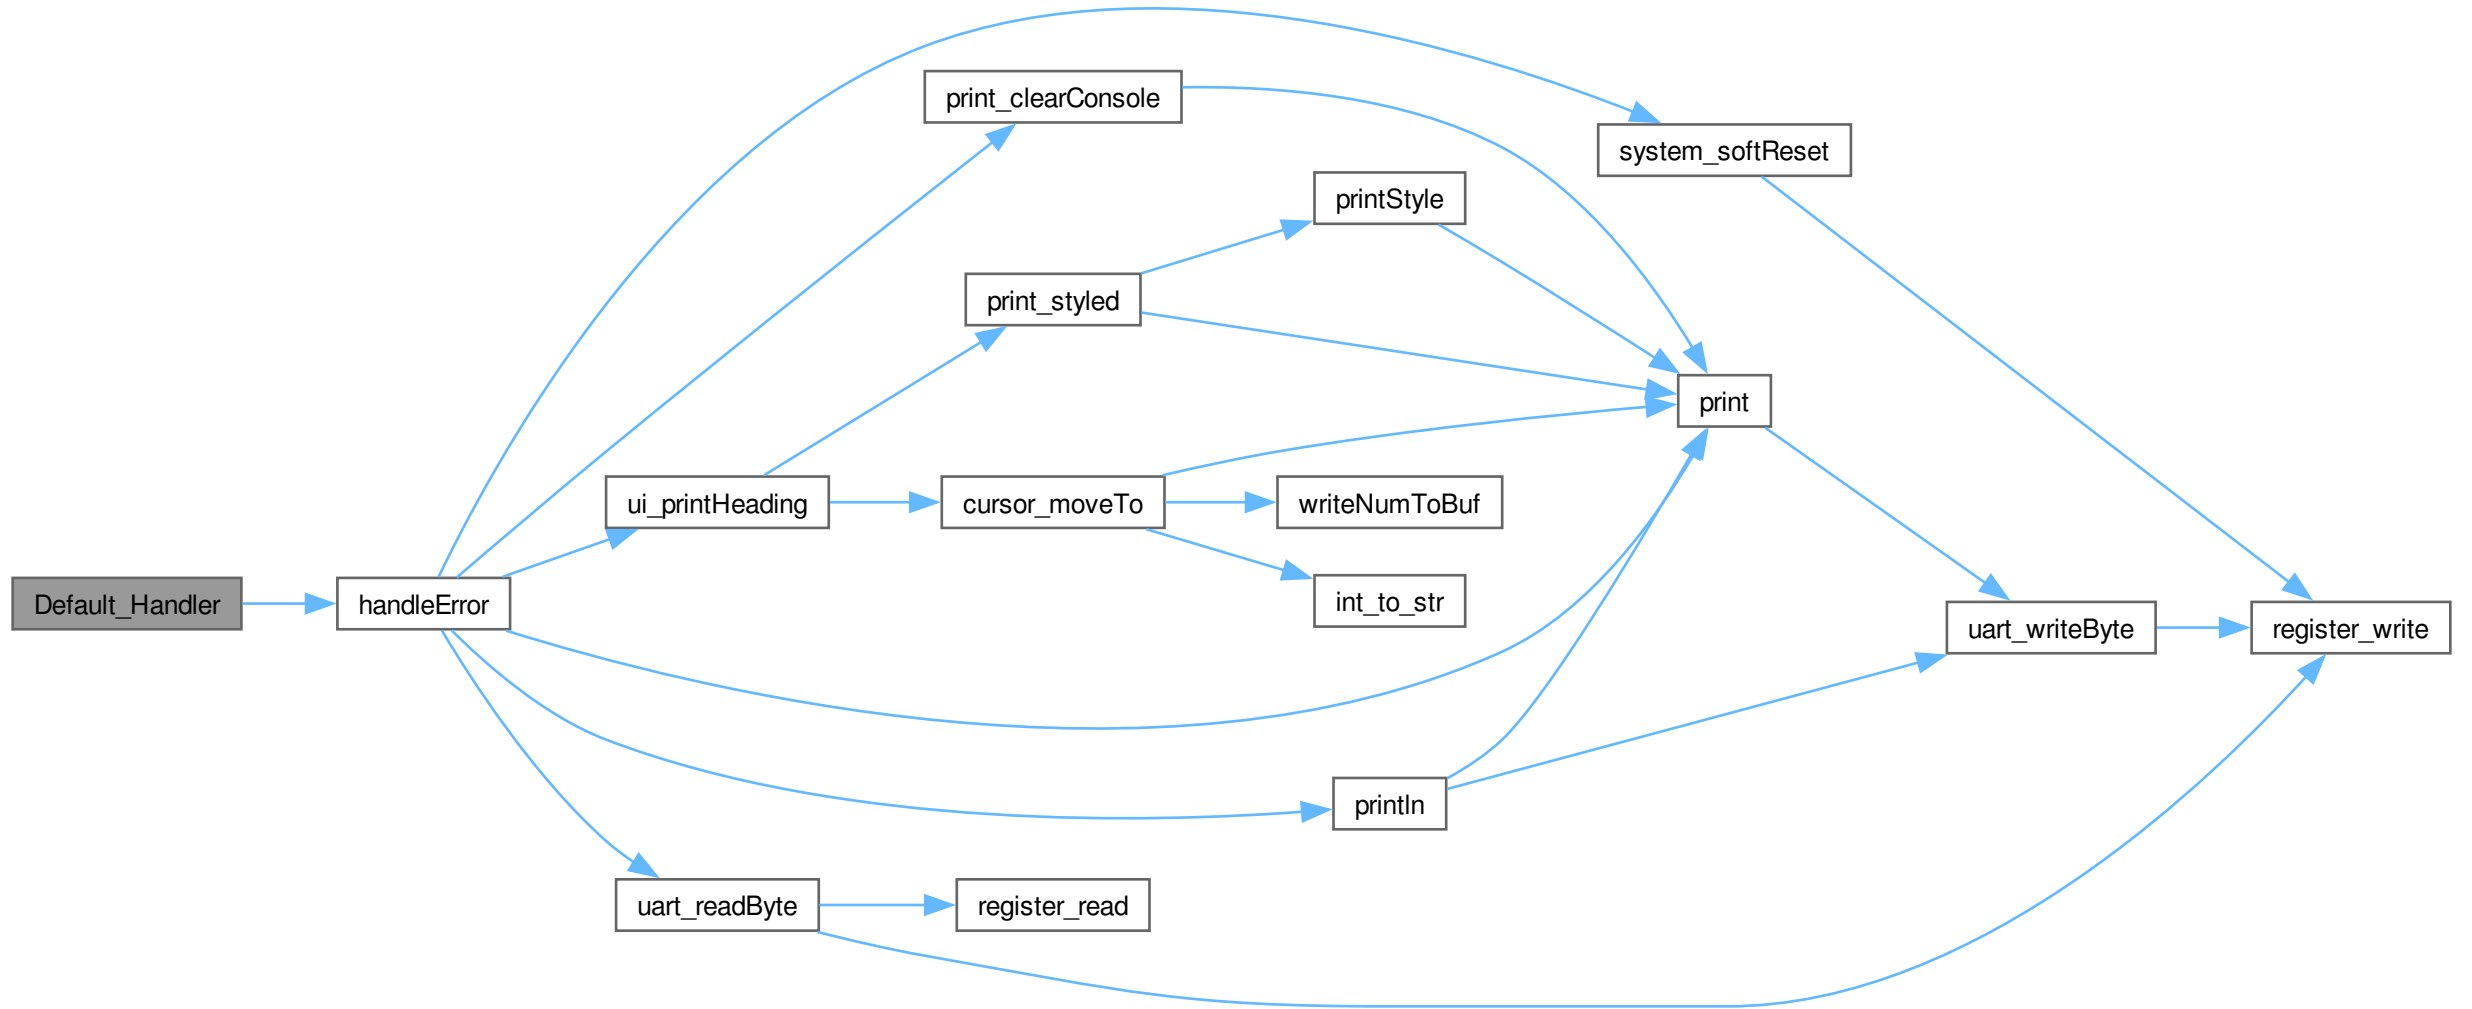 print_clearConsole
system_softReset
printStyle
print_styled
print
ui_printHeading
cursor_moveTo
writeNumToBuf
Default_Handler
handleError
int_to_str
uart_writeByte
register_write
println
uart_readByte
register_read